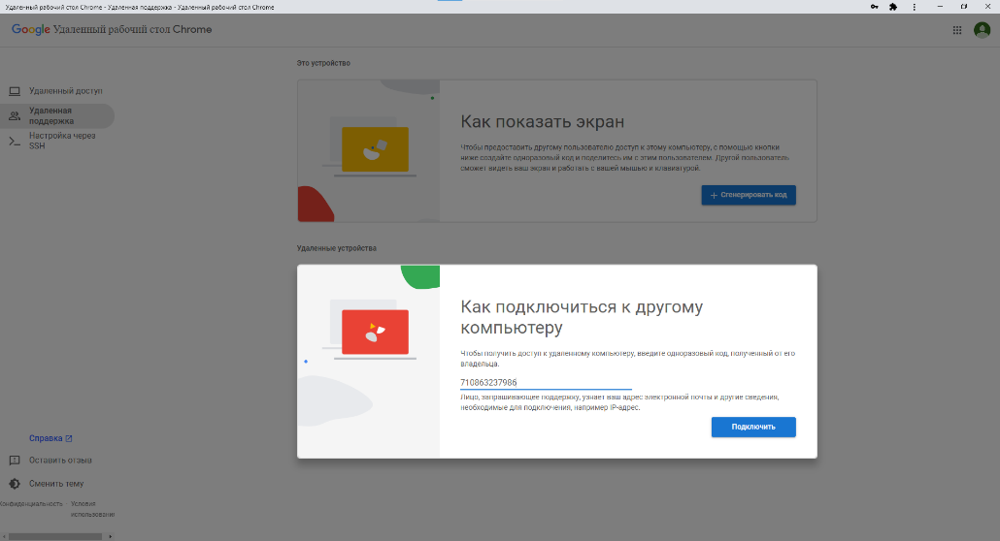 Удаленный рабочий стол Chrome - Удаленная поддержка - Удаленный рабочий стол Chrome
Google Удаленный рабочий стол Chrome
Удаленный доступ
Удаленная
поддержка
Настройка через
SSH
Это устройство
Как показать экран
Чтобы предоставить другому пользователю доступ к этому компьютеру, с помощью кнопки
ниже создайте одноразовый код и поделитесь им с этим пользователем. Другой пользователь
сможет видеть ваш экран и работать с вашей мышью и клавиатурой.
+ Сгенерировать код
Удаленные устройства
Как подключиться к другому
компьютеру
Чтобы получить доступ к удаленному компьютеру, введите одноразовый код, полученный от его
владельца.
710863237986
Лицо, запрашивающее поддержку, узнает ваш адрес электронной почты и другие сведения,
необходимые для подключения, например IP-адрес.
Подключить
Справка
Оставить отзыв
Сменить тему
Конфиденциальность
Условия
использовани